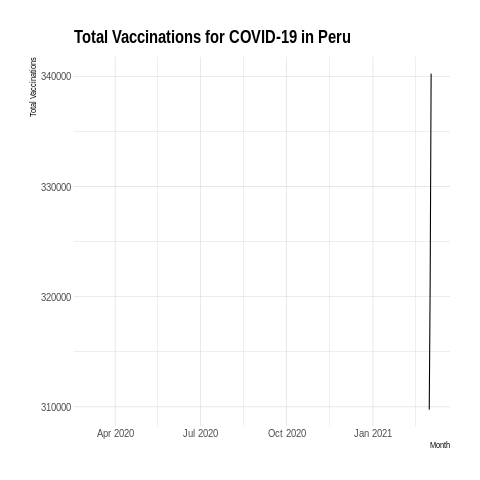 Total Vaccinations for COVID-19 in Peru
Total Vaccinations
340000
330000
320000
310000
Apr 2020
Jul 2020
Oct 2020
Jan 2021
Month